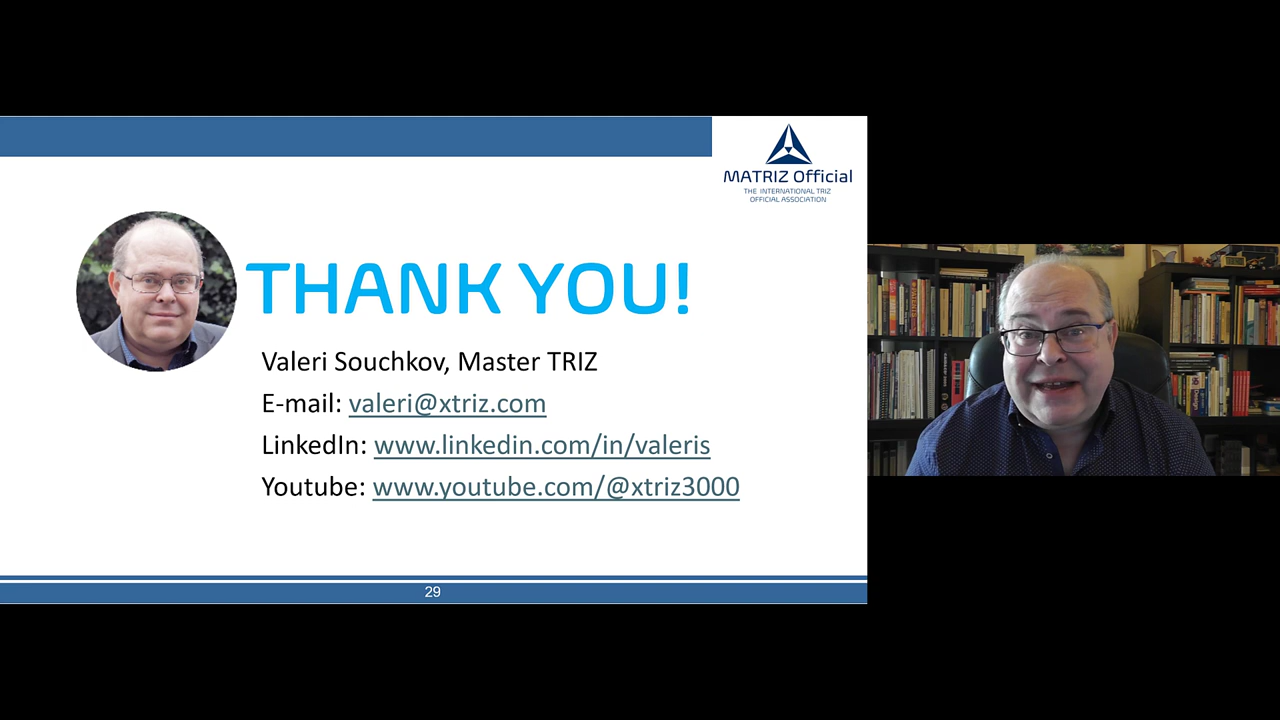 MATRIZ Official
THE INTERNATIONAL TRIZ
OFFICIAL ASSOCIATION
THANK YOU!
Valeri Souchkov, Master TRIZ
E-mail: valeri@xtriz.com
LinkedIn: www.linkedin.com/in/valeris
Youtube: www.youtube.com/@xtriz3000
29